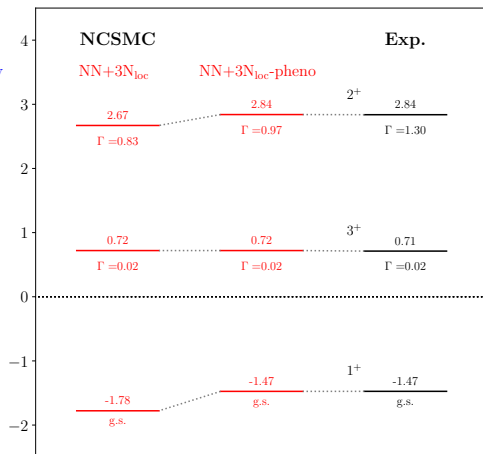 4
NCSMC Exp.
NN+3N_loc NN+3N_loc-pheno
2⁺
3
2.67 2.84 2.84
Γ =0.83 Γ =0.97 Γ =1.30
2
1
3⁺
0.72 0.72 0.71
Γ =0.02 Γ =0.02 Γ =0.02
0
−1
1⁺
-1.78 -1.47 -1.47
g.s. g.s. g.s.
−2